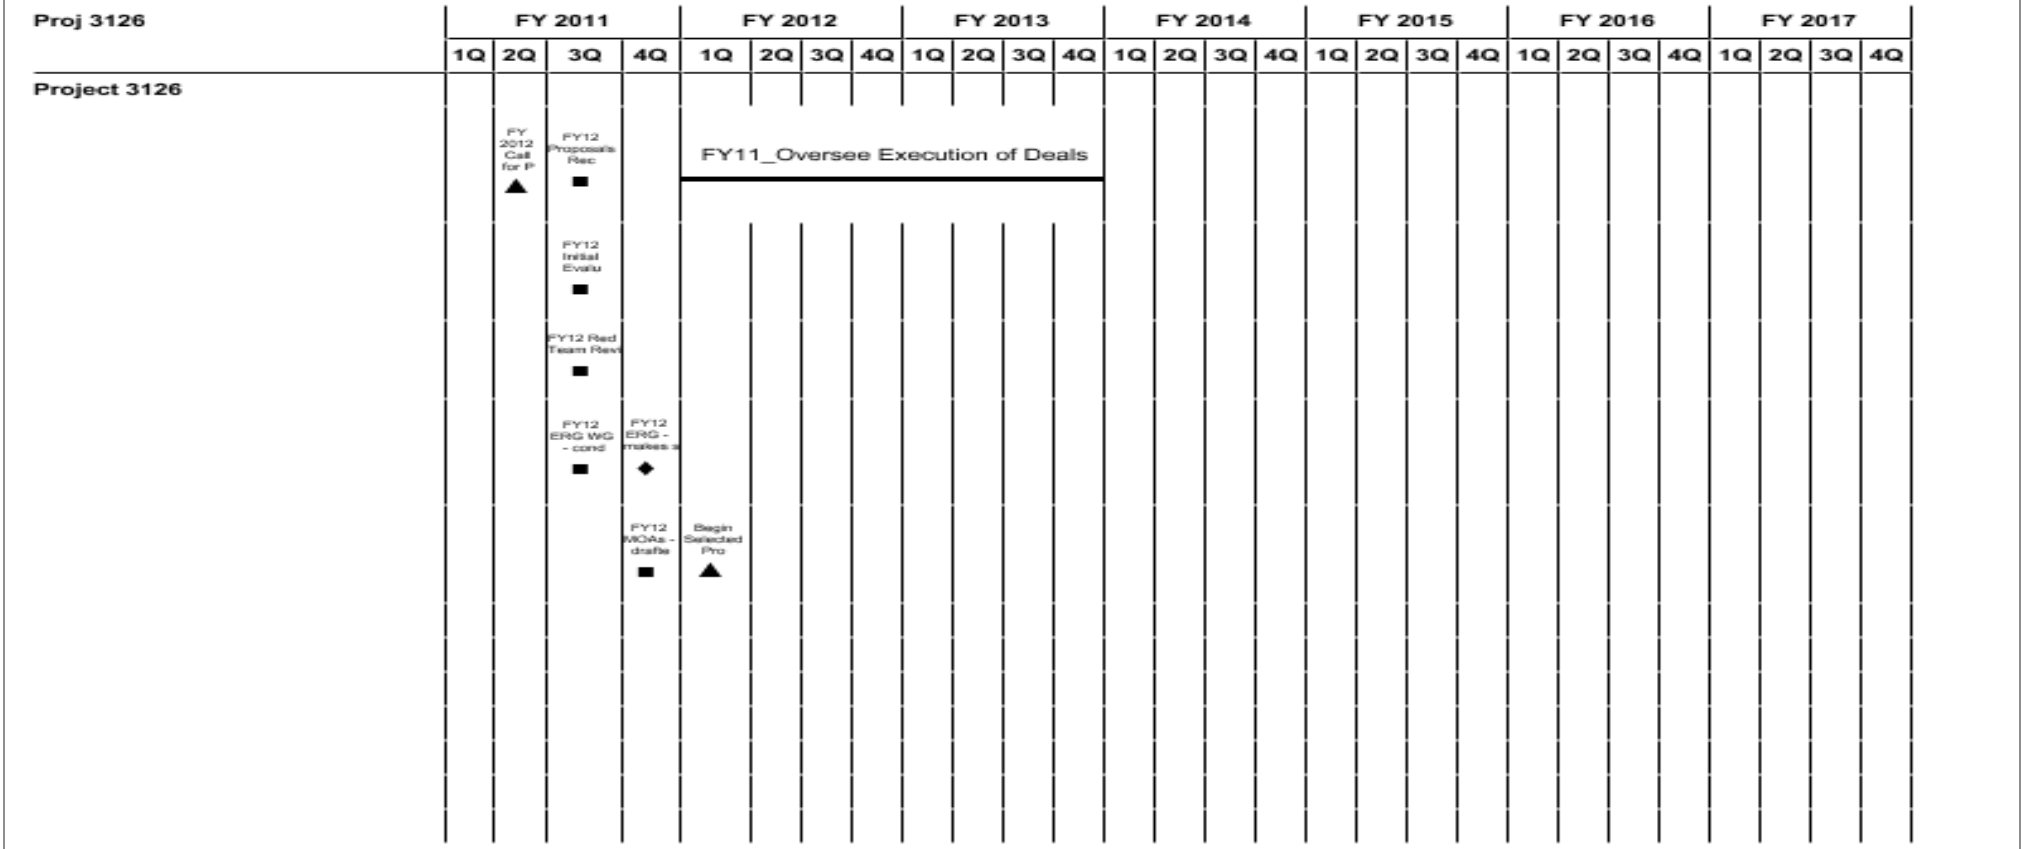 Proj 3126 FY 2011 FY 2012 FY 2013 FY 2014 FY 2015 FY 2016 FY 2017
1Q 2Q 3Q 4Q 1Q 2Q 3Q 4Q 1Q 2Q 3Q 4Q 1Q 2Q 3Q 4Q 1Q 2Q 3Q 4Q 1Q 2Q 3Q 4Q 1Q 2Q 3Q 4Q
Project 3126
FY
2012
Call
for P
FY12
Proposals
Rec
FY11_Oversee Execution of Deals
FY12
Initial
Evalu
FY12 Red
Team Revi
FY12
ERG WG
- cond
FY12
ERG -
makes s
FY12
MOAs -
drafte
Begin
Selected
Pro